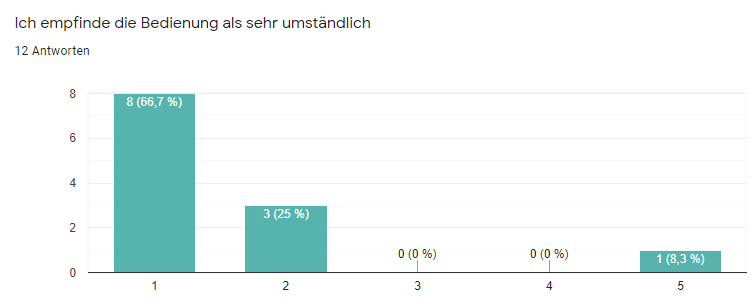 Ich empfinde die Bedienung als sehr umständlich
12 Antworten
8
6
4
2
0
8 (66,7 %)
3 (25 %)
0 (0 %)
0 (0 %)
1 (8,3 %)
1
2
3
4
5